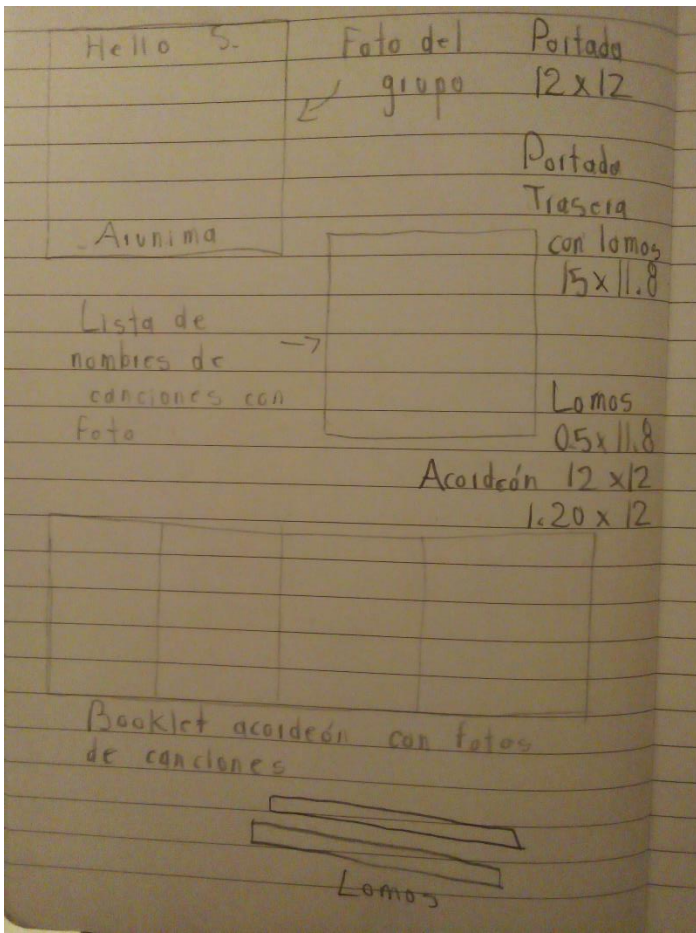 Hello S.
Arunima
Foto del
grupo
Portada
12 x 12
Portada
Trasera
con lomos
15 x 11.8
Lista de
nombres de
canciones con
foto
Lomos
0.5 x 11.8
Acordeón 12 x 12
1.20 x 12
Booklet acordeón con fotos
de canciones
Lomos